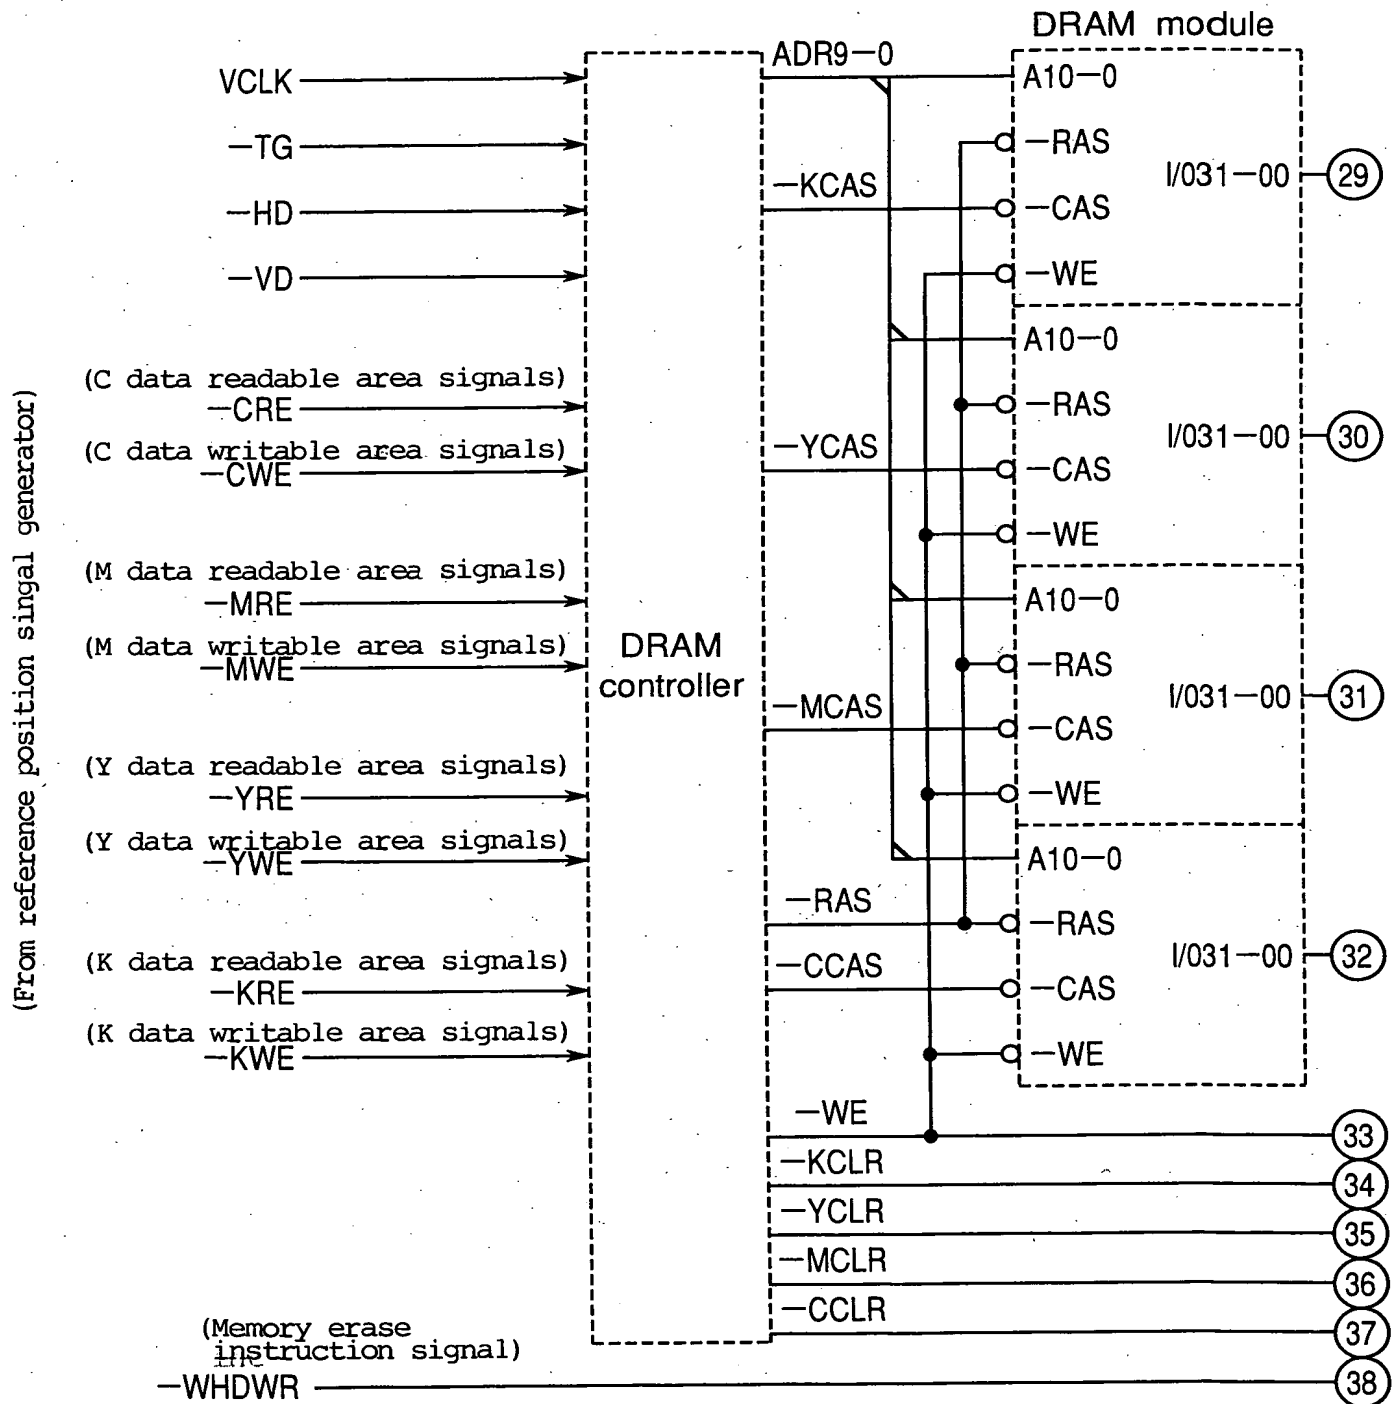 DRAM module
VCLK
—TG
—HD
—VD
(C data readable area signals)
—CRE
(C data writable area signals)
—CWE
(M data readable area signals)
—MRE
(M data writable area signals)
—MWE
(Y data readable area signals)
—YRE
(Y data writable area signals)
—YWE
(K data readable area signals)
—KRE
(K data writable area signals)
—KWE
(From reference position singal generator)
(Memory erase
instruction signal)
—WHDWR
DRAM
controller
ADR9—0
—KCAS
—YCAS
—MCAS
—RAS
—CCAS
—WE
—KCLR
—YCLR
—MCLR
—CCLR
A10—0
—RAS
I/031—00
29
—CAS
—WE
A10—0
—RAS
I/031—00
30
—CAS
—WE
A10—0
—RAS
I/031—00
31
—CAS
—WE
A10—0
—RAS
I/031—00
32
—CAS
—WE
33
34
35
36
37
38